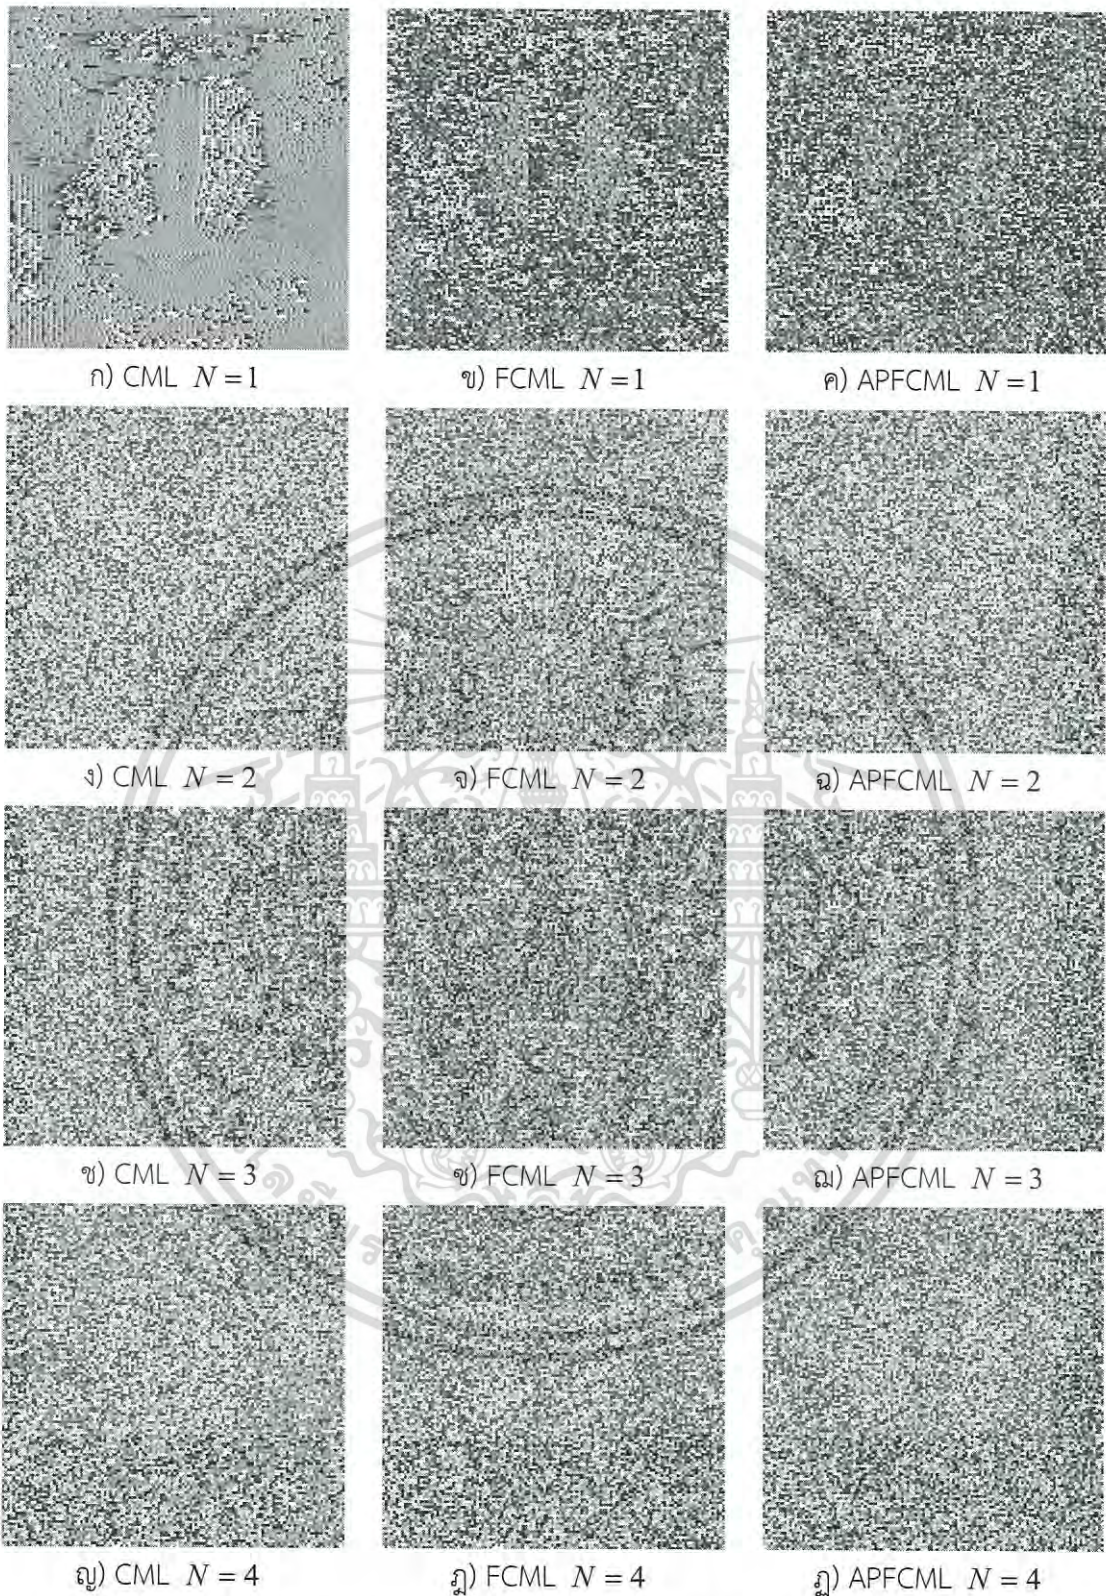 ก) CML N = 1
ข) FCML N = 1
ค) APFCML N = 1
ง) CML N = 2
จ) FCML N = 2
ฉ) APFCML N = 2
ช) CML N = 3
ซ) FCML N = 3
ฌ) APFCML N = 3
ญ) CML N = 4
ฎ) FCML N = 4
ฏ) APFCML N = 4